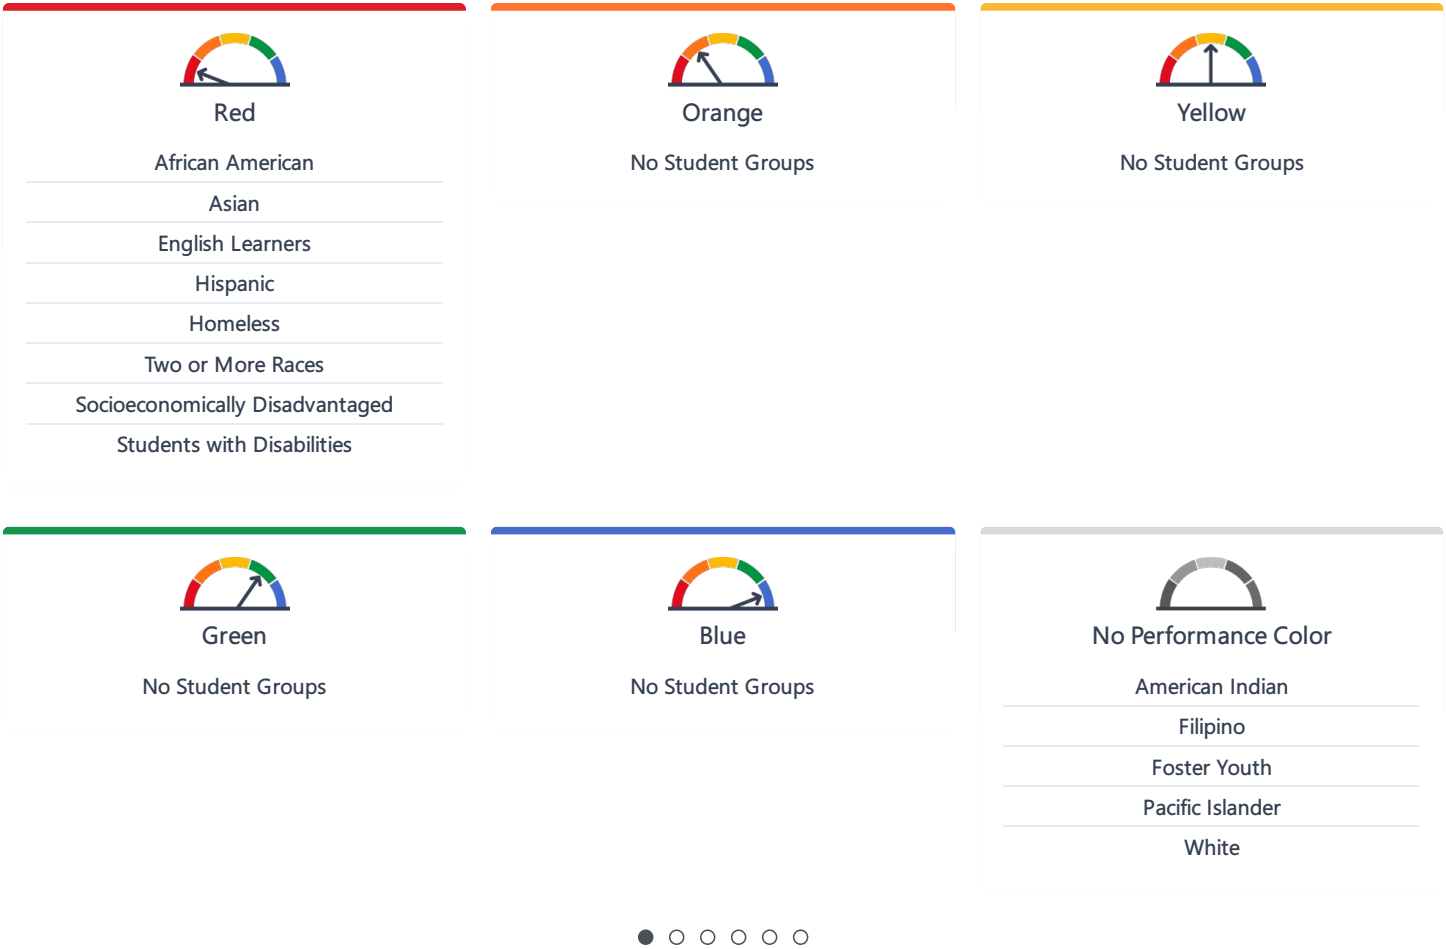 Red
African American
Asian
English Learners
Hispanic
Homeless
Two or More Races
Socioeconomically Disadvantaged
Students with Disabilities
Orange
No Student Groups
Yellow
No Student Groups
Green
No Student Groups
Blue
No Student Groups
No Performance Color
American Indian
Filipino
Foster Youth
Pacific Islander
White